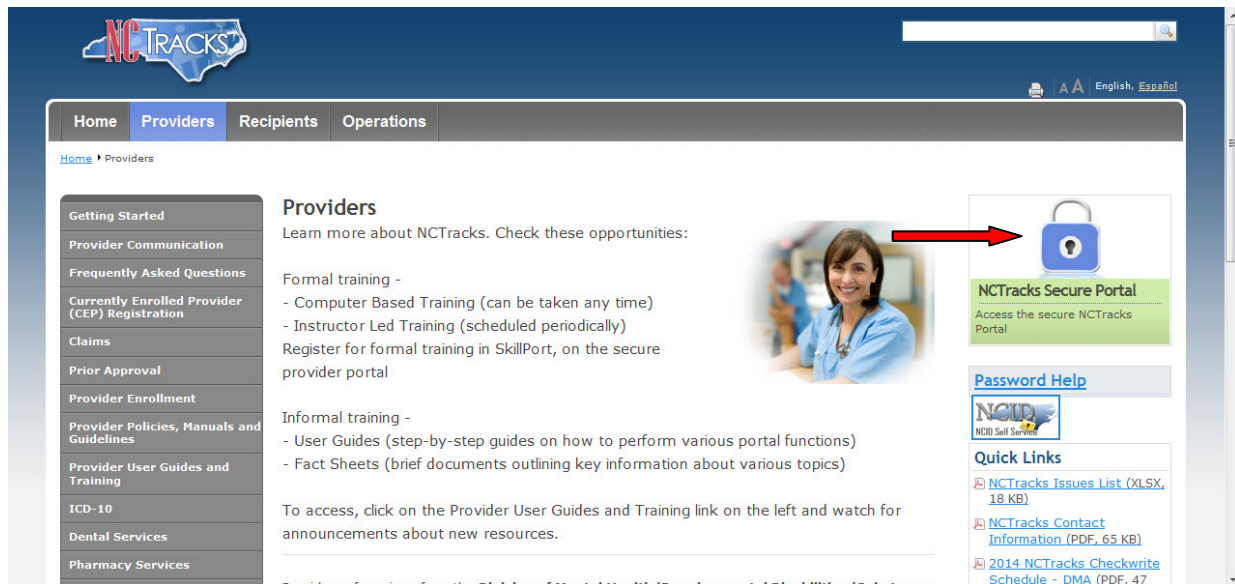 NCTRACKS
A A English, Español
Home Providers Recipients Operations
Home Providers
Getting Started
Provider Communication
Frequently Asked Questions
Currently Enrolled Provider
(CEP) Registration
Claims
Prior Approval
Provider Enrollment
Provider Policies, Manuals and
Guidelines
Provider User Guides and
Training
ICD-10
Dental Services
Pharmacy Services
Providers
Learn more about NCTracks. Check these opportunities:
Formal training -
- Computer Based Training (can be taken any time)
- Instructor Led Training (scheduled periodically)
Register for formal training in SkillPort, on the secure
provider portal
Informal training -
- User Guides (step-by-step guides on how to perform various portal functions)
- Fact Sheets (brief documents outlining key information about various topics)
To access, click on the Provider User Guides and Training link on the left and watch for
announcements about new resources.
NCTracks Secure Portal
Access the secure NCTracks
Portal
Password Help
NCID
NCID Self Service
Quick Links
NCTracks Issues List (XLSX,
18 KB)
NCTracks Contact
Information (PDF, 65 KB)
2014 NCTracks Checkwrite
Schedule - DMA (PDF, 47